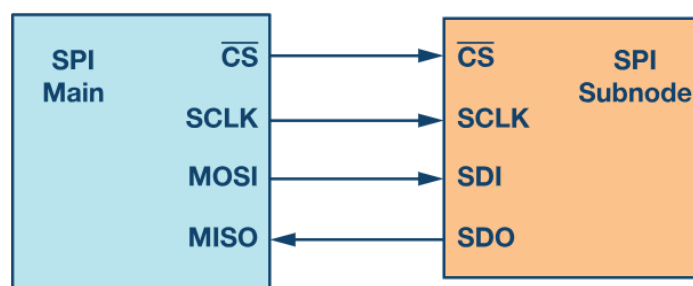 SPI
Main
CS
SCLK
MOSI
MISO
CS
SCLK
SDI
SDO
SPI
Subnode